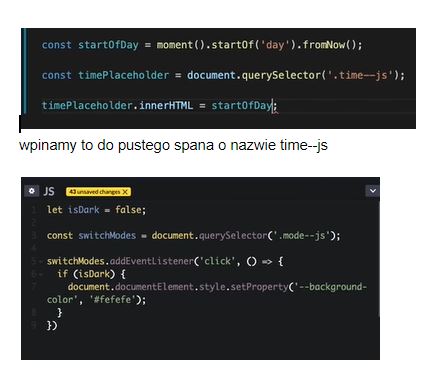 const startOfDay = moment().startOf('day').fromNow();
const timePlaceholder = document.querySelector('.time--js');
timePlaceholder.innerHTML = startOfDay;
wpinamy to do pustego spana o nazwie time--js
JS 43 unsaved changes X
1 let isDark = false;
2
3 const switchModes = document.querySelector('.mode--js');
4
5 switchModes.addEventListener('click', () => {
6 if (isDark) {
7 document.documentElement.style.setProperty('--background-
color', '#fefefe');
8 }
9 })